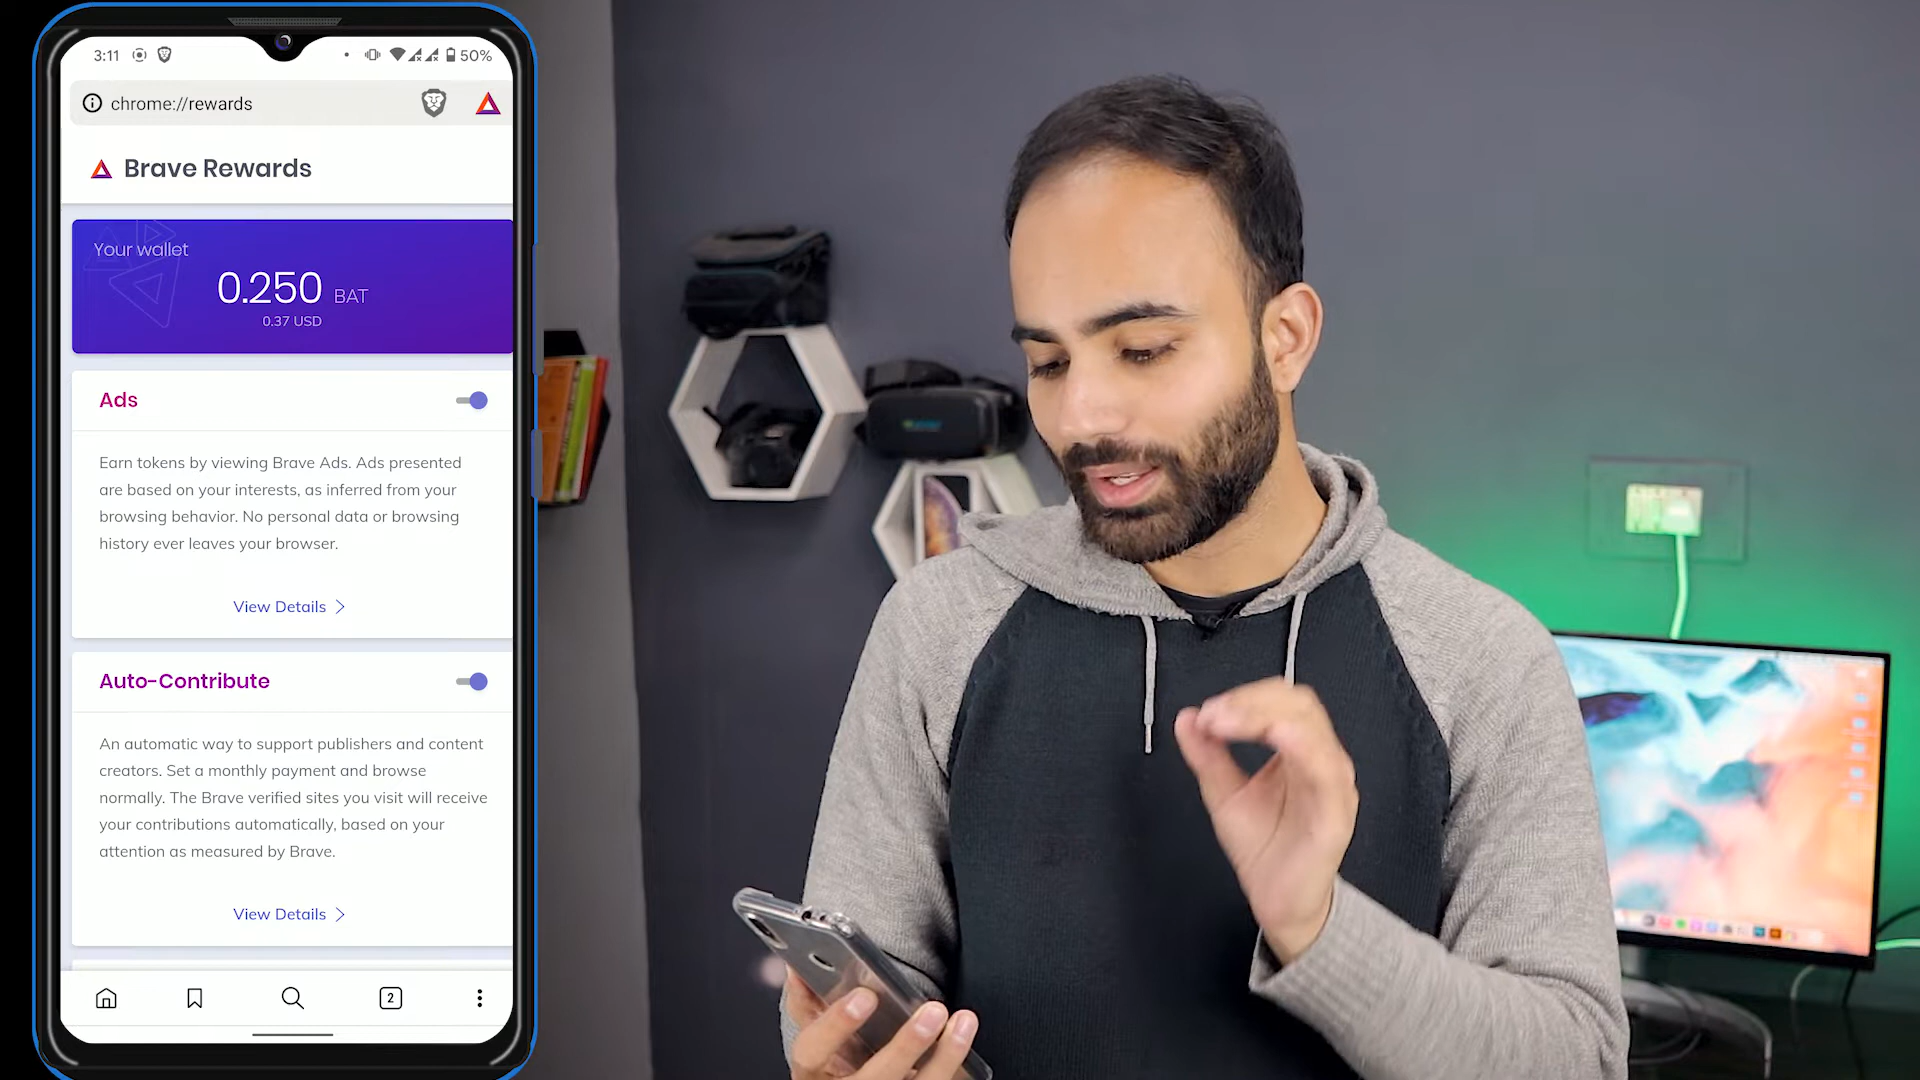 3:11
50%
chrome://rewards
Brave Rewards
Your wallet
0.250 BAT
0.37 USD
Ads
Earn tokens by viewing Brave Ads. Ads presented
are based on your interests, as inferred from your
browsing behavior. No personal data or browsing
history ever leaves your browser.
View Details
Auto-Contribute
An automatic way to support publishers and content
creators. Set a monthly payment and browse
normally. The Brave verified sites you visit will receive
your contributions automatically, based on your
attention as measured by Brave.
View Details
2